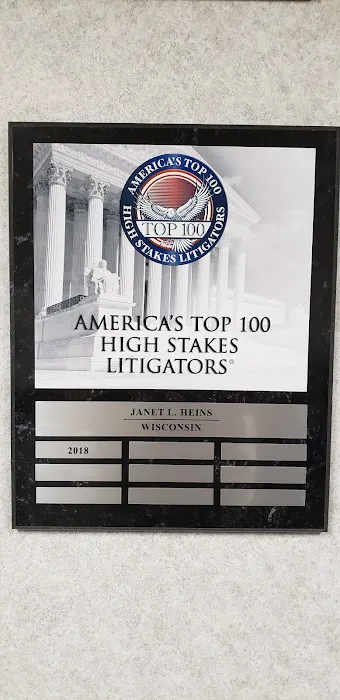 AMERICA'S TOP 100
TOP 100
HIGH STAKES LITIGATORS
AMERICA'S TOP 100
HIGH STAKES
LITIGATORS®
JANET L. HEINS
WISCONSIN
2018